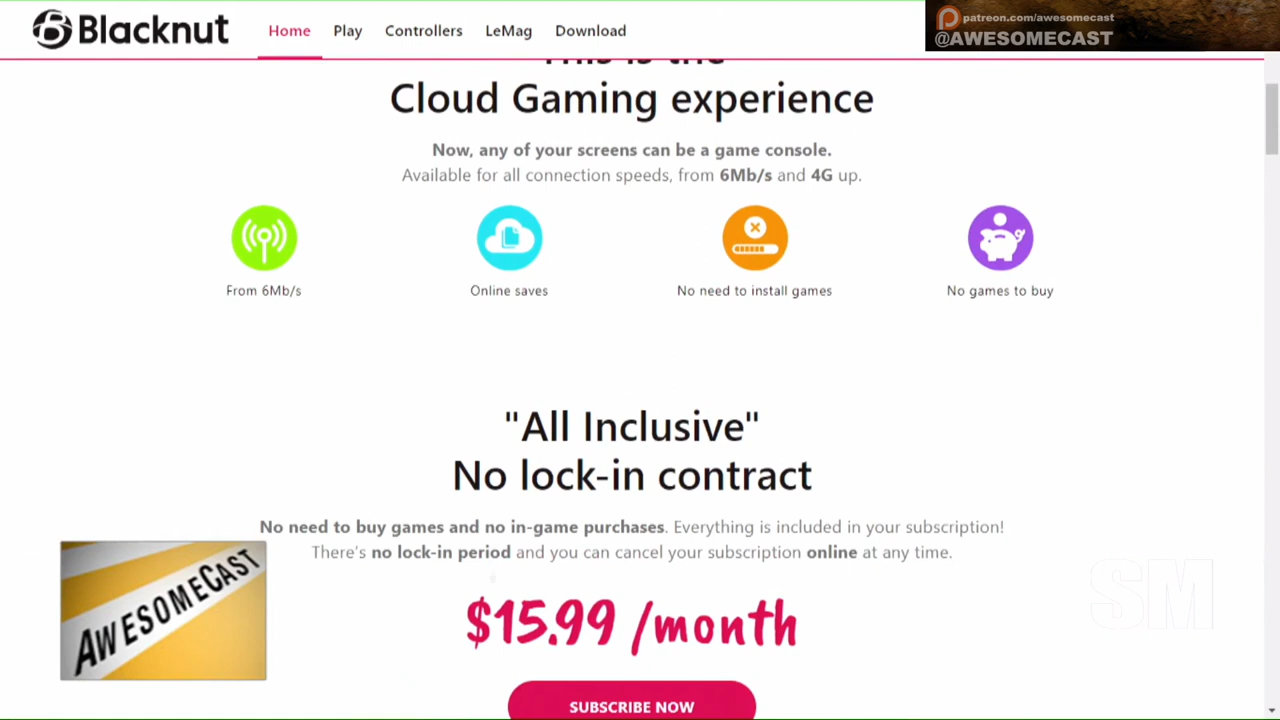 Blacknut
Home Play Controllers LeMag Download
patreon.com/awesomecast
@AWESOMECAST
This is the
Cloud Gaming experience
Now, any of your screens can be a game console.
Available for all connection speeds, from 6Mb/s and 4G up.
From 6Mb/s
Online saves
No need to install games
No games to buy
"All Inclusive"
No lock-in contract
No need to buy games and no in-game purchases. Everything is included in your subscription!
There's no lock-in period and you can cancel your subscription online at any time.
AWESOMECAST
SM
$15.99 /month
SUBSCRIBE NOW